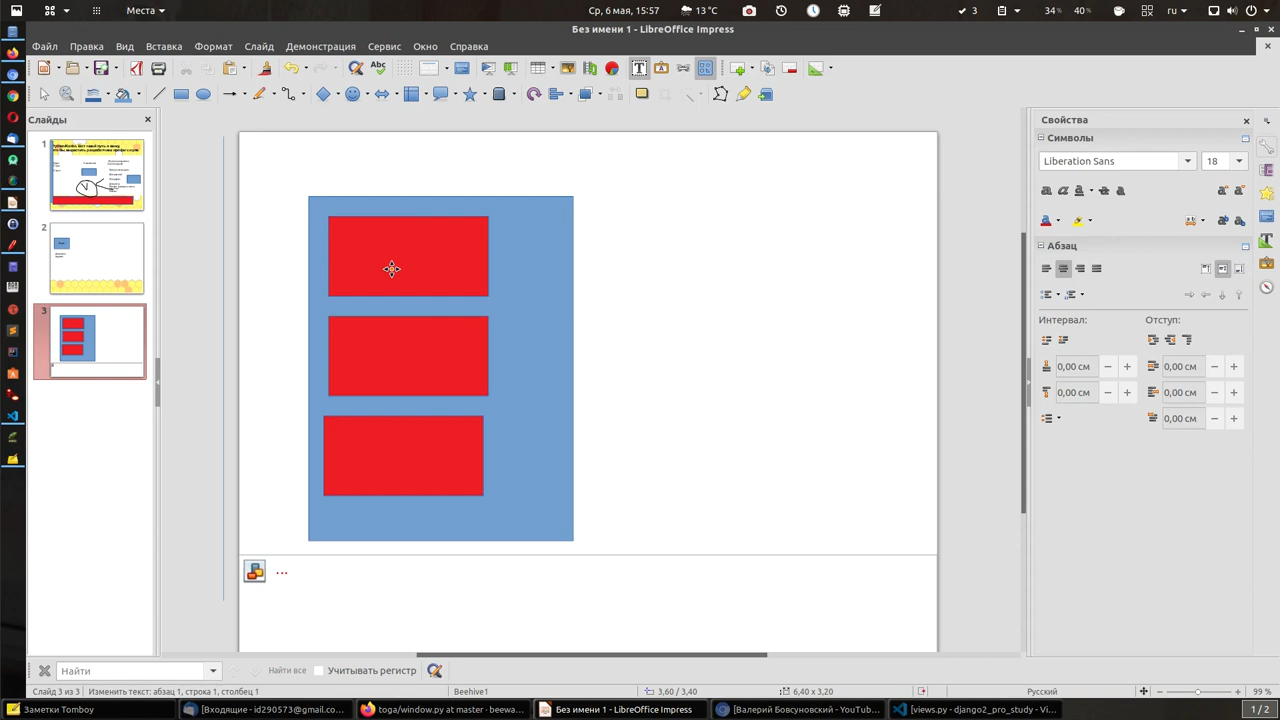 Места
Ср, 6 мая, 15:57
13 °C
3
34%
40%
ru
Без имени 1 - LibreOffice Impress
Файл Правка Вид Вставка Формат Слайд Демонстрация Сервис Окно Справка
Слайды
1
2
3
Свойства
Символы
Liberation Sans
18
Абзац
Интервал:
Отступ:
0,00 см
0,00 см
0,00 см
0,00 см
0,00 см
...
Найти
Найти все
Учитывать регистр
Слайд 3 из 3
Изменить текст: абзац 1, строка 1, столбец 1
Beehive1
3,60 / 3,40
6,40 x 3,20
Русский
99 %
Заметки Tomboy
[Входящие - id290573@gmail.co...
toga/window.py at master · beewa...
Без имени 1 - LibreOffice Impress
[Валерий Бовсуновский - YouTub...
[views.py - django2_pro_study - Vi...
1/2